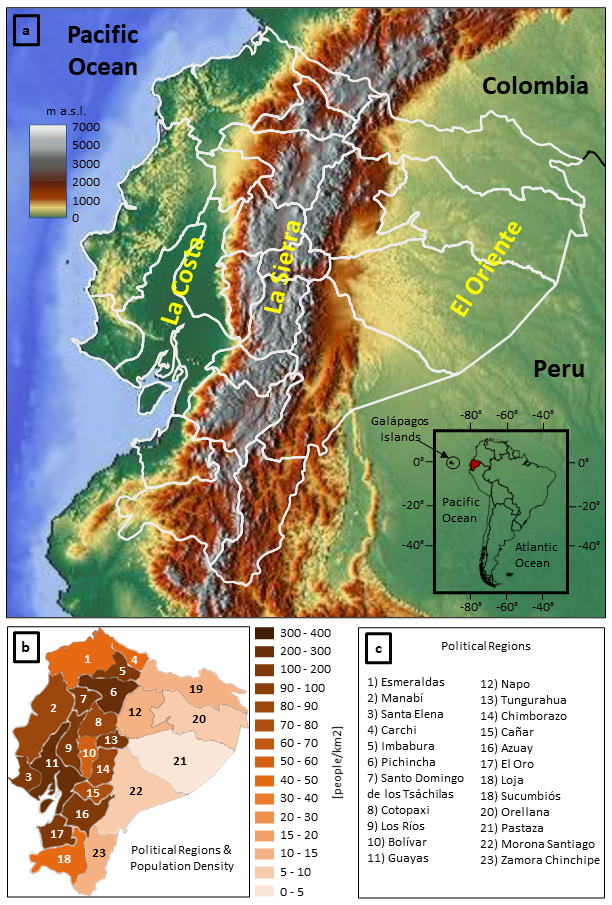 a
Pacific
Ocean
Colombia
m a.s.l.
7000
5000
3000
2000
1000
0
La Costa
La Sierra
El Oriente
Peru
Galápagos
Islands
-80°
-60°
-40°
0°
0°
-20°
-20°
-40°
-40°
Pacific
Ocean
Atlantic
Ocean
-80°
-60°
-40°
b
1
4
5
6
19
2
7
12
20
8
13
9
10
21
11
14
3
15
22
16
17
18
23
Political Regions &
Population Density
300 - 400
200 - 300
100 - 200
90 - 100
80 - 90
70 - 80
60 - 70
50 - 60
40 - 50
30 - 40
20 - 30
15 - 20
10 - 15
5 - 10
0 - 5
[people/km2]
c
Political Regions
1) Esmeraldas
2) Manabí
3) Santa Elena
4) Carchi
5) Imbabura
6) Pichincha
7) Santo Domingo
de los Tsáchilas
8) Cotopaxi
9) Los Ríos
10) Bolívar
11) Guayas
12) Napo
13) Tungurahua
14) Chimborazo
15) Cañar
16) Azuay
17) El Oro
18) Loja
18) Sucumbiós
20) Orellana
21) Pastaza
22) Morona Santiago
23) Zamora Chinchipe